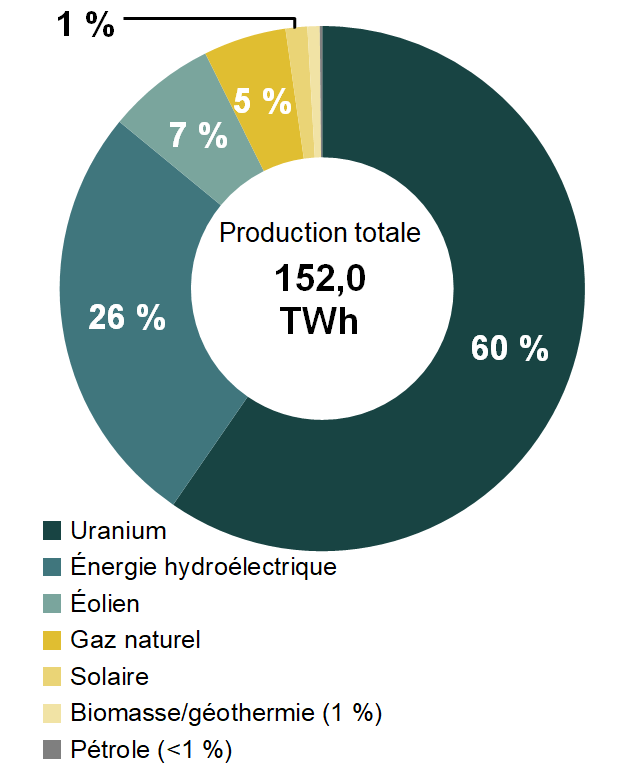 1 %
5 %
7 %
Production totale
152,0
TWh
26 %
60 %
Uranium
Énergie hydroélectrique
Éolien
Gaz naturel
Solaire
Biomasse/géothermie (1 %)
Pétrole (<1 %)